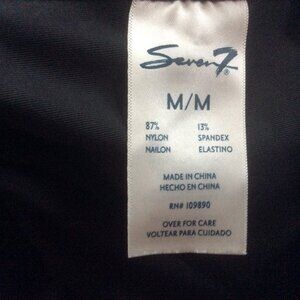 Seven7®
M/M
87% 13%
NYLON SPANDEX
NAILON ELASTINO
MADE IN CHINA
HECHO EN CHINA
RN# 109890
OVER FOR CARE
VOLTEAR PARA CUIDADO